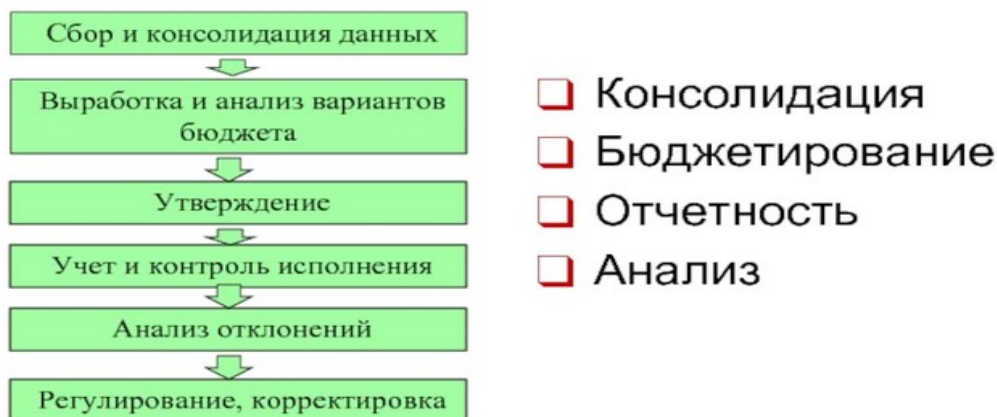 Сбор и консолидация данных
Выработка и анализ вариантов
бюджета
Утверждение
Учет и контроль исполнения
Анализ отклонений
Регулирование, корректировка
Консолидация
Бюджетирование
Отчетность
Анализ